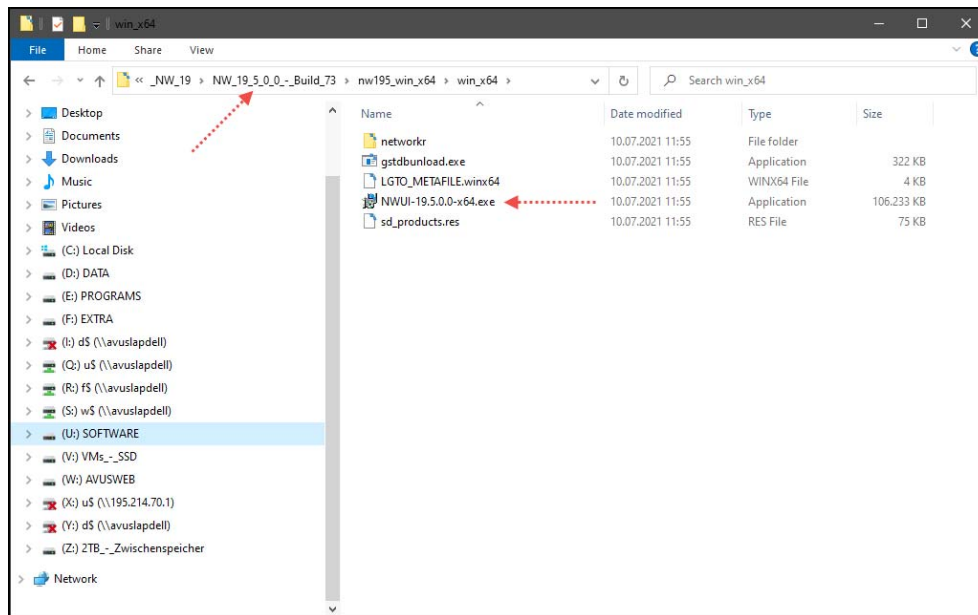 win_x64
File Home Share View
« _NW_19 > NW_19_5_0_0_-_Build_73 > nw195_win_x64 > win_x64 >
Search win_x64
Desktop
Documents
Downloads
Music
Pictures
Videos
(C:) Local Disk
(D:) DATA
(E:) PROGRAMS
(F:) EXTRA
(I:) d$ (\\avuslapdell)
(Q:) u$ (\\avuslapdell)
(R:) f$ (\\avuslapdell)
(S:) w$ (\\avuslapdell)
(U:) SOFTWARE
(V:) VMs_-_SSD
(W:) AVUSWEB
(X:) u$ (\\195.214.70.1)
(Y:) d$ (\\avuslapdell)
(Z:) 2TB_-_Zwischenspeicher
Network
Name Date modified Type Size
networkr 10.07.2021 11:55 File folder
gstdbunload.exe 10.07.2021 11:55 Application 322 KB
LGTO_METAFILE.winx64 10.07.2021 11:55 WINX64 File 4 KB
NWUI-19.5.0.0-x64.exe 10.07.2021 11:55 Application 106.233 KB
sd_products.res 10.07.2021 11:55 RES File 75 KB